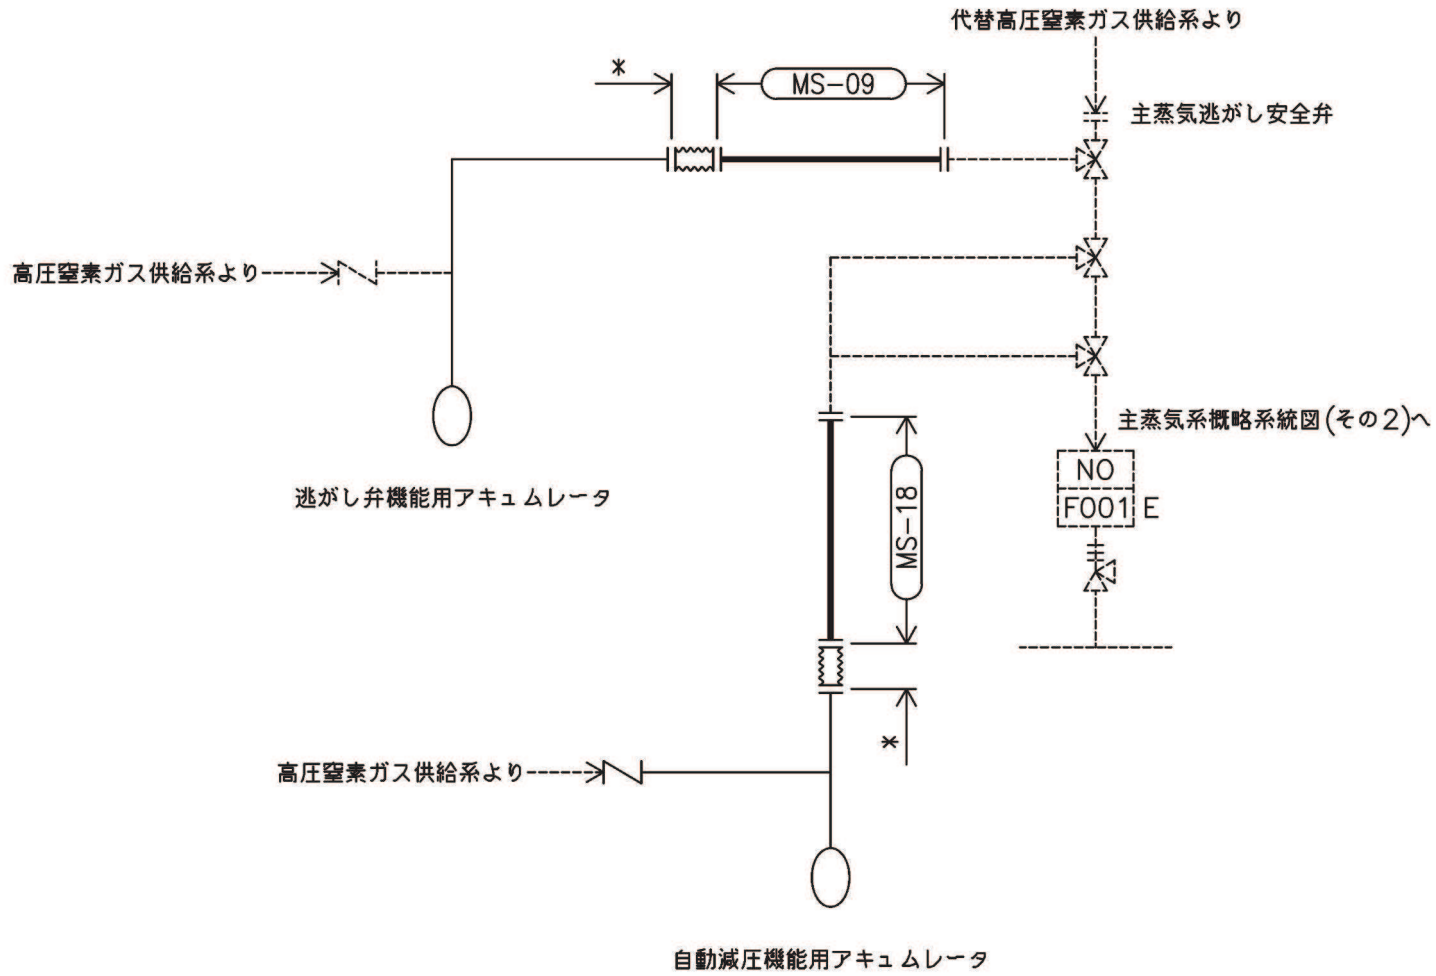 代替高圧窒素ガス供給系より
*
MS-09
主蒸気逃がし安全弁
高圧窒素ガス供給系より
主蒸気系概略系統図(その2)へ
NO
F001 E
逃がし弁機能用アキュムレータ
MS-18
*
高圧窒素ガス供給系より
自動減圧機能用アキュムレータ